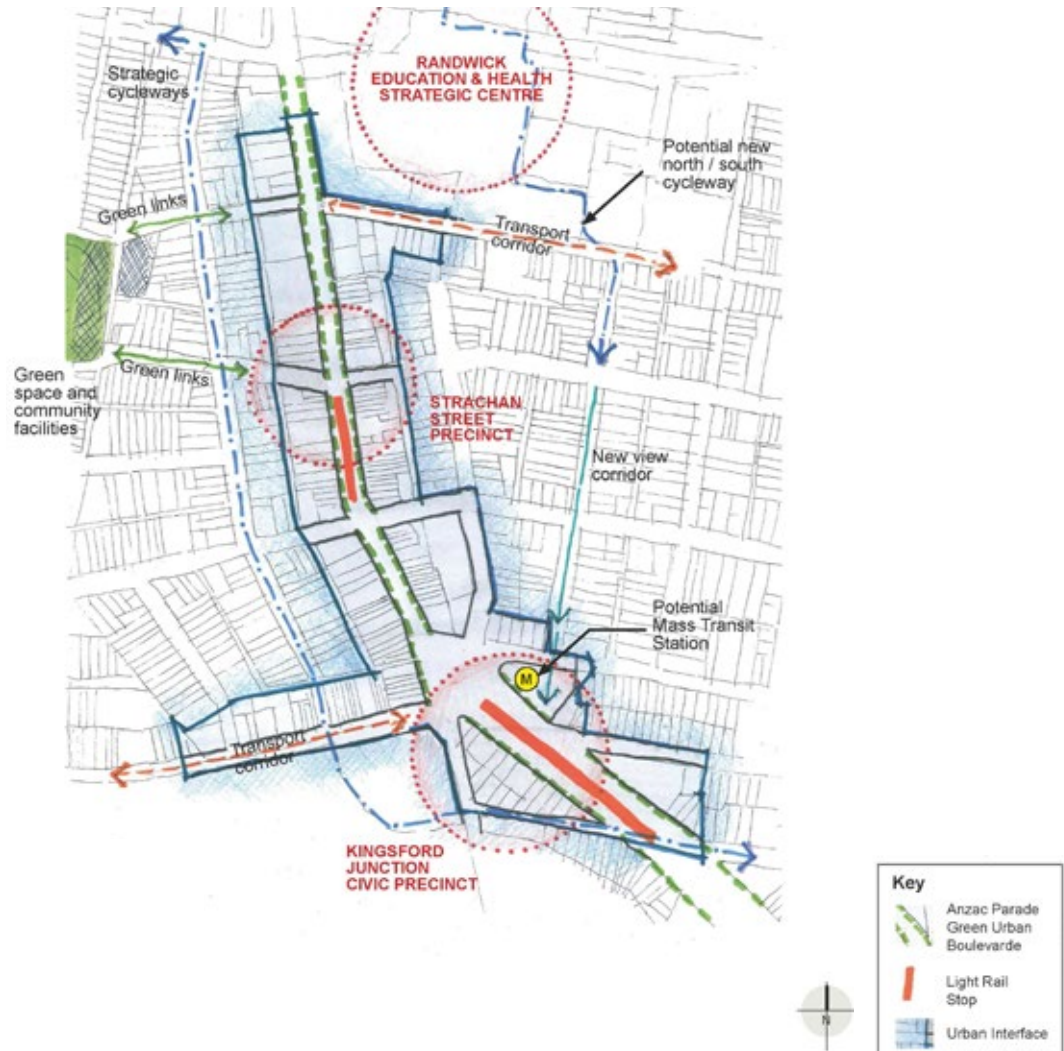 RANDWICK
EDUCATION & HEALTH
STRATEGIC CENTRE
Strategic
cycleways
Potential new
north / south
cycleway
Green links
Transport
corridor
Green links
Green
space and
community
facilities
STRACHAN
STREET
PRECINCT
New view
corridor
Potential
Mass Transit
Station
M
Transport
corridor
KINGSFORD
JUNCTION
CIVIC PRECINCT
Key
Anzac Parade
Green Urban
Boulevarde
Light Rail
Stop
Urban Interface
N